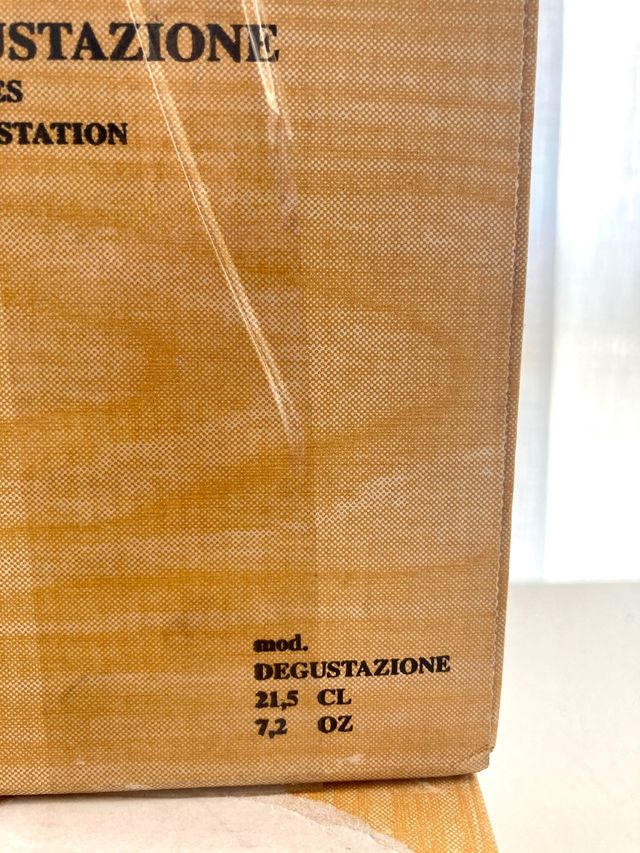 USTAZIONE
ES
STATION
mod.
DEGUSTAZIONE
21,5 CL
7,2 OZ